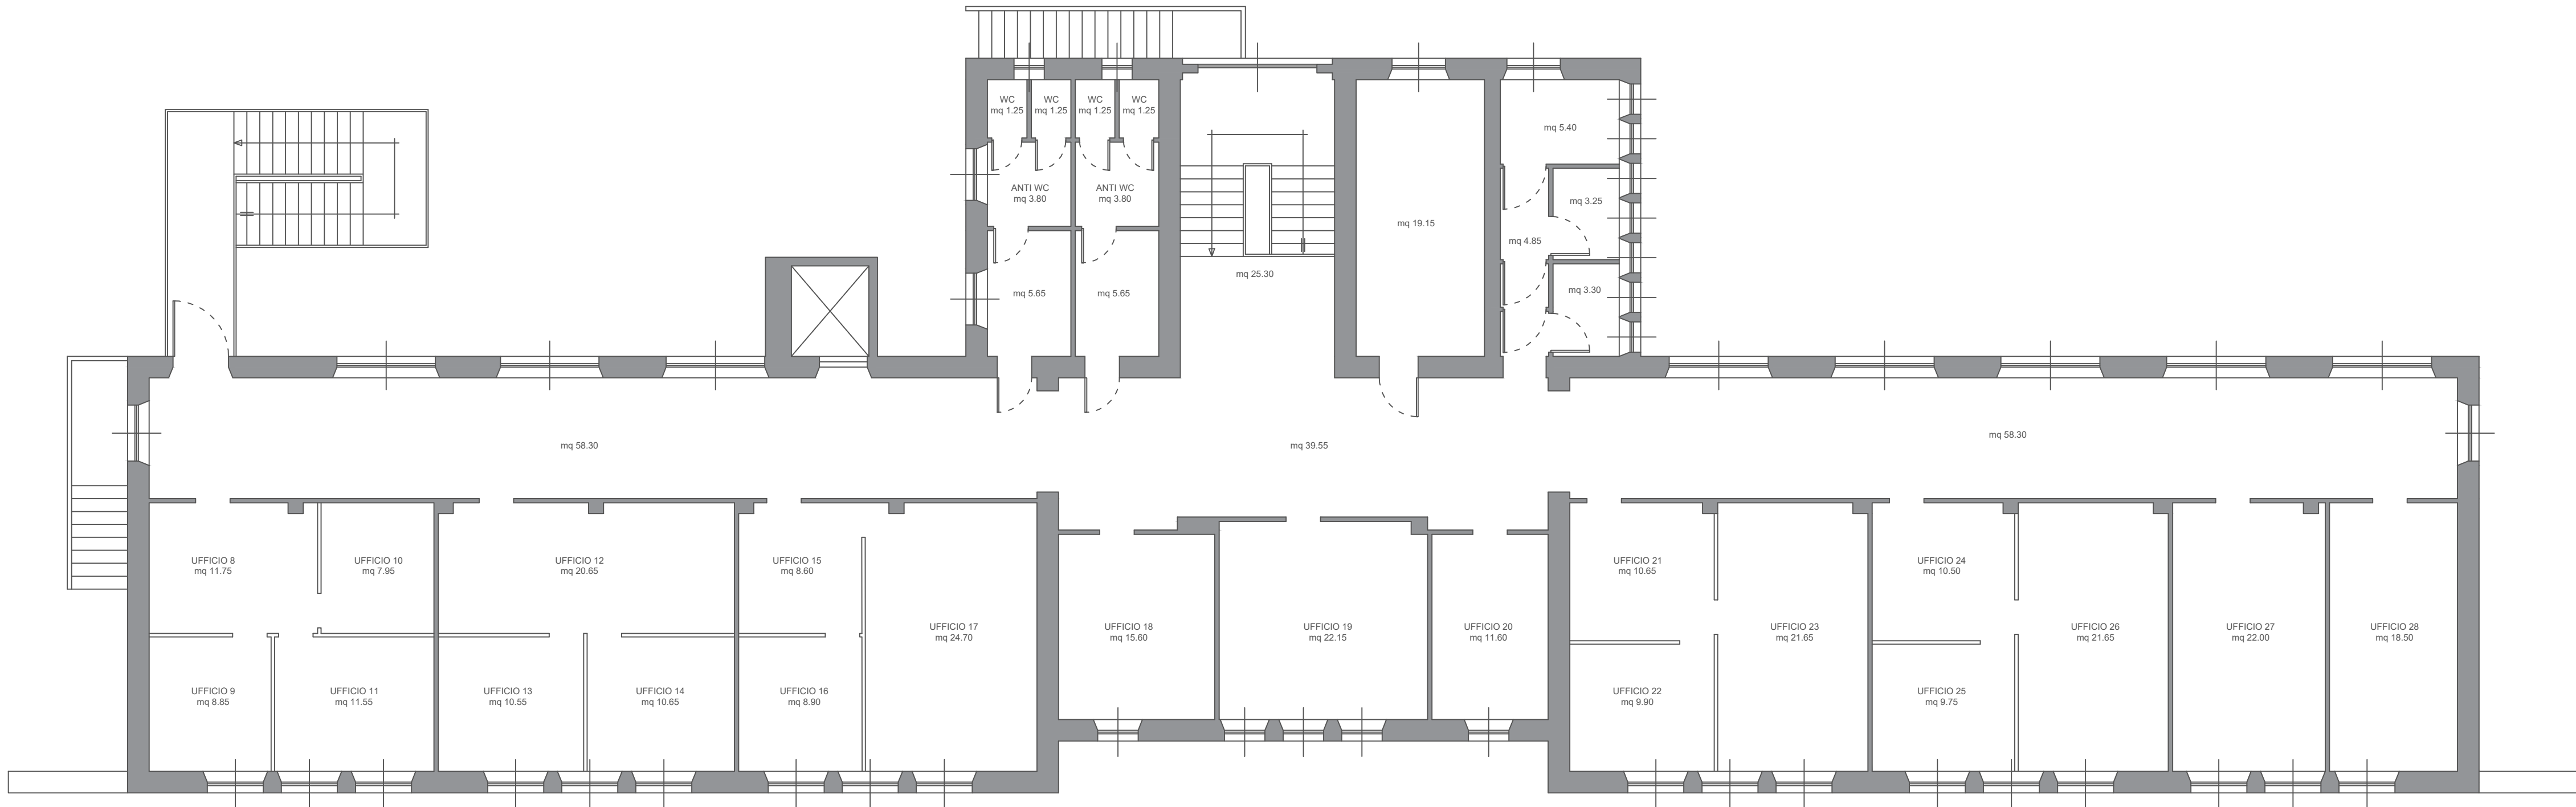 WC
mq 1.25
WC
mq 1.25
WC
mq 1.25
WC
mq 1.25
mq 5.40
ANTI WC
mq 3.80
ANTI WC
mq 3.80
mq 3.25
mq 19.15
mq 4.85
mq 25.30
mq 5.65
mq 5.65
mq 3.30
mq 58.30
mq 39.55
mq 58.30
UFFICIO 8
mq 11.75
UFFICIO 10
mq 7.95
UFFICIO 12
mq 20.65
UFFICIO 15
mq 8.60
UFFICIO 21
mq 10.65
UFFICIO 24
mq 10.50
UFFICIO 17
mq 24.70
UFFICIO 18
mq 15.60
UFFICIO 19
mq 22.15
UFFICIO 20
mq 11.60
UFFICIO 23
mq 21.65
UFFICIO 26
mq 21.65
UFFICIO 27
mq 22.00
UFFICIO 28
mq 18.50
UFFICIO 9
mq 8.85
UFFICIO 11
mq 11.55
UFFICIO 13
mq 10.55
UFFICIO 14
mq 10.65
UFFICIO 16
mq 8.90
UFFICIO 22
mq 9.90
UFFICIO 25
mq 9.75